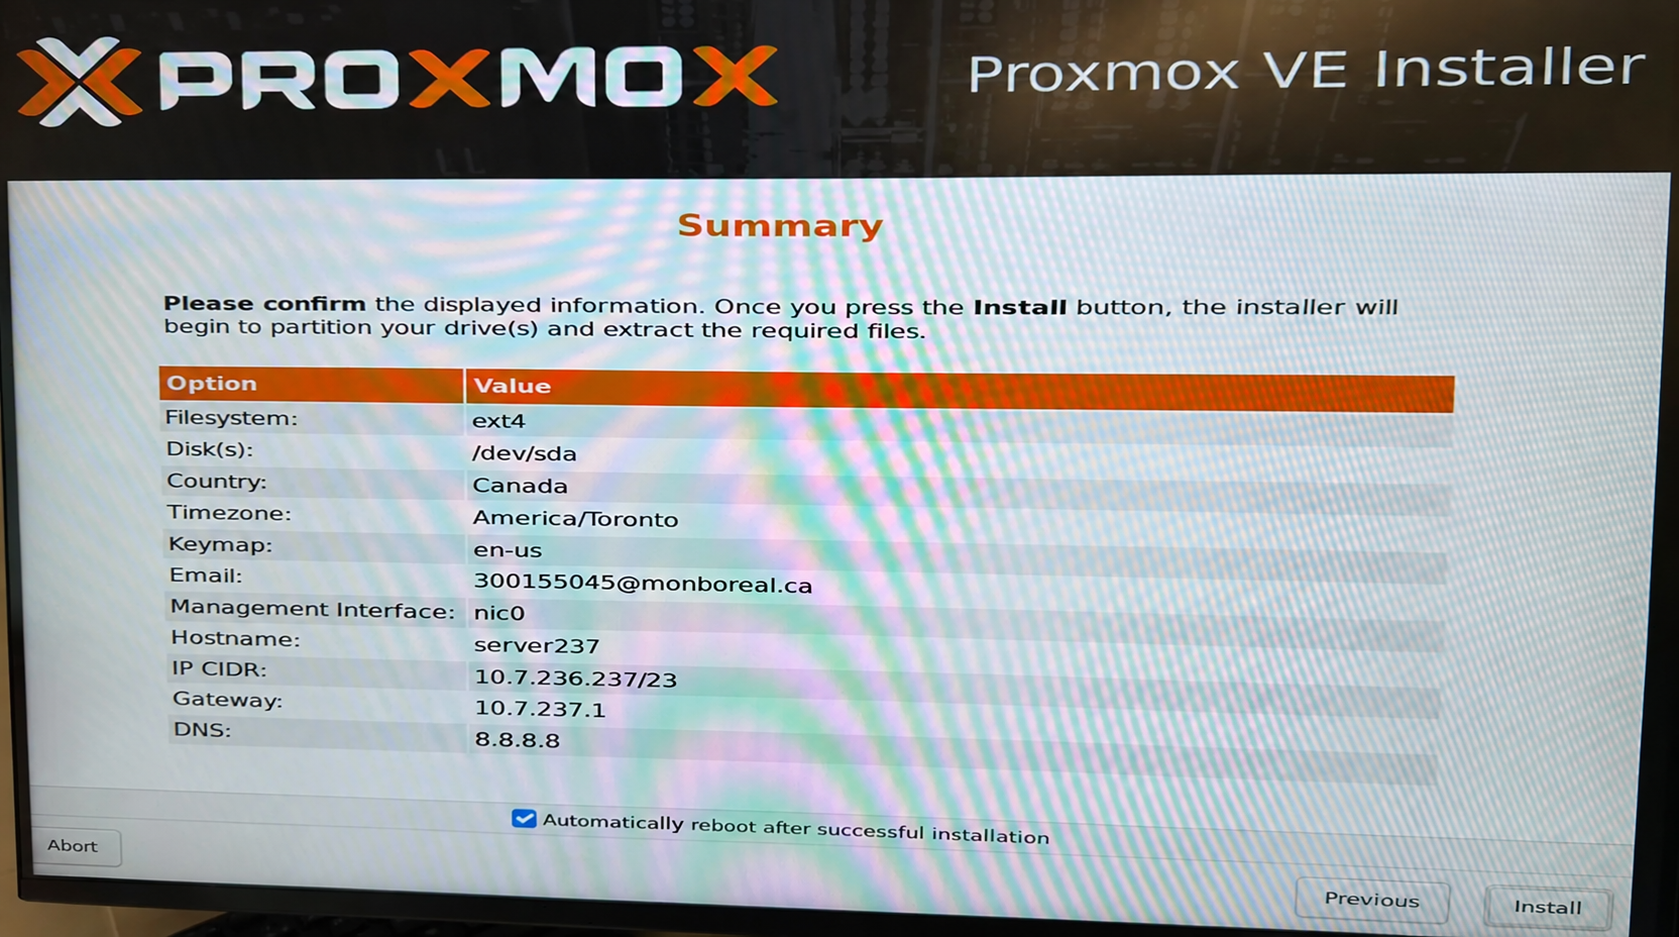 PROXMOX
Proxmox VE Installer
Summary
Please confirm the displayed information. Once you press the Install button, the installer will
begin to partition your drive(s) and extract the required files.
Option Value
Filesystem: ext4
Disk(s): /dev/sda
Country: Canada
Timezone: America/Toronto
Keymap: en-us
Email: 300155045@monboreal.ca
Management Interface: nic0
Hostname: server237
IP CIDR: 10.7.236.237/23
Gateway: 10.7.237.1
DNS: 8.8.8.8
Automatically reboot after successful installation
Abort
Previous
Install